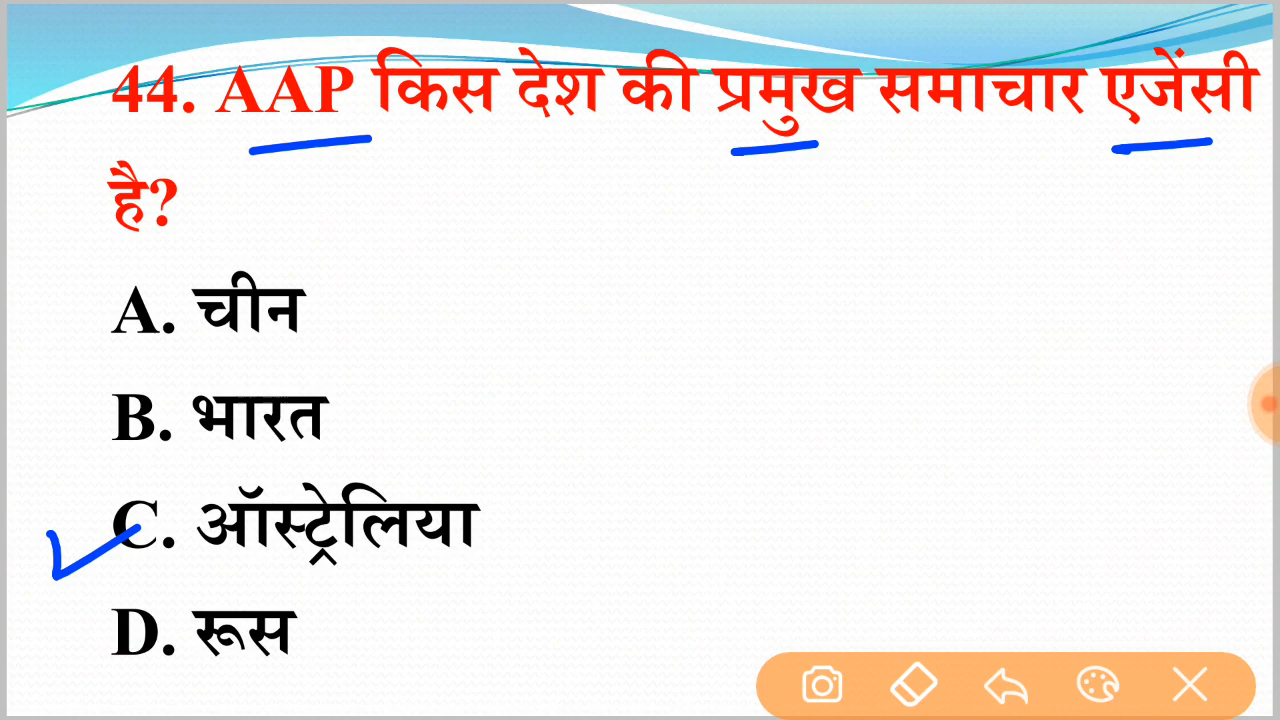 44. AAP किस देश की प्रमुख समाचार एजेंसी
है?
A. चीन
B. भारत
C. ऑस्ट्रेलिया
D. रूस